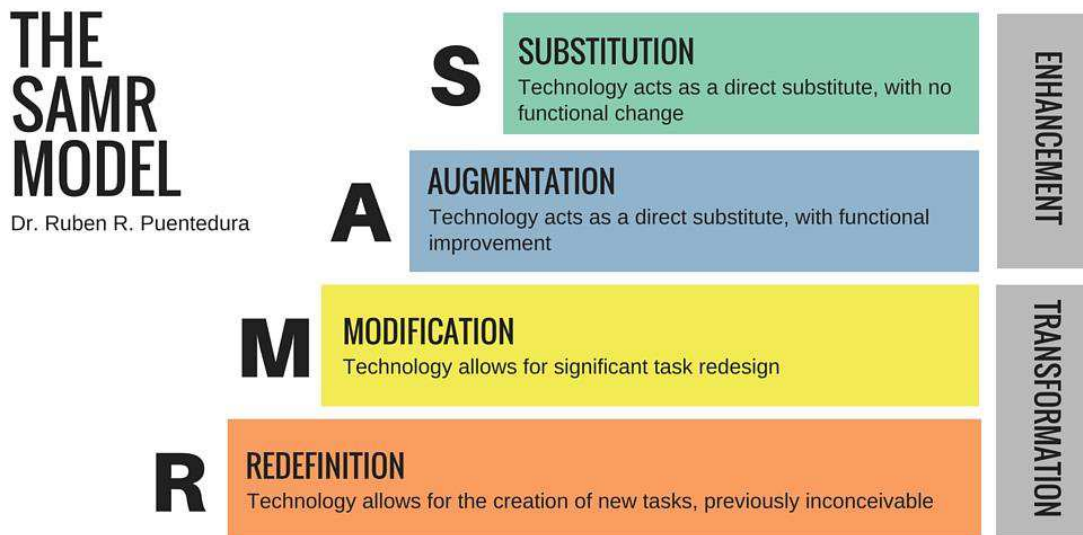 THE
SAMR
MODEL
Dr. Ruben R. Puentedura
S
SUBSTITUTION
Technology acts as a direct substitute, with no
functional change
A
AUGMENTATION
Technology acts as a direct substitute, with functional
improvement
ENHANCEMENT
M
MODIFICATION
Technology allows for significant task redesign
R
REDEFINITION
Technology allows for the creation of new tasks, previously inconceivable
TRANSFORMATION